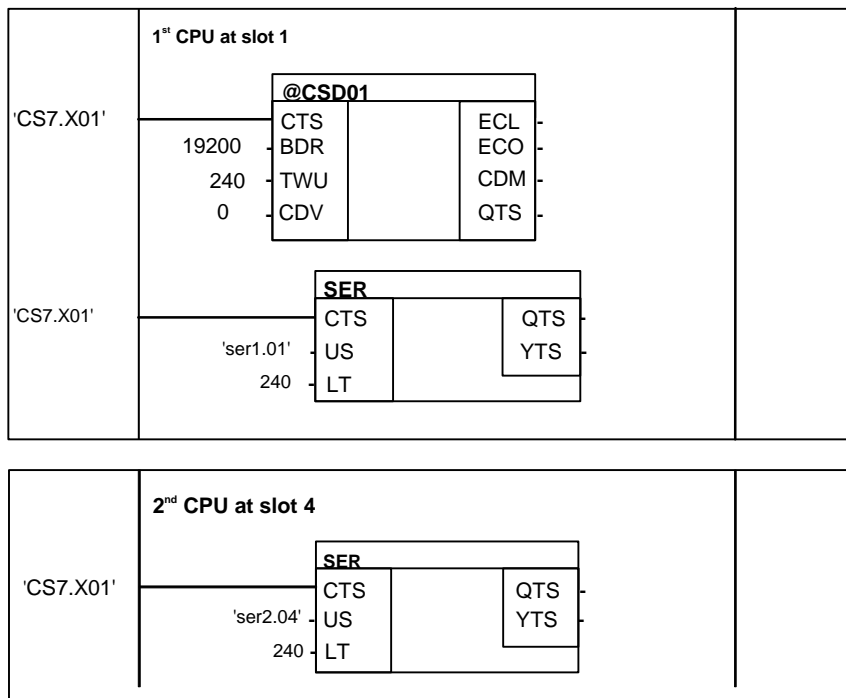 1st CPU at slot 1
@CSD01
'CS7.X01' CTS ECL
19200 BDR ECO
240 TWU CDM
0 CDV QTS
SER
'CS7.X01' CTS QTS
'ser1.01' US YTS
240 LT
2nd CPU at slot 4
SER
'CS7.X01' CTS QTS
'ser2.04' US YTS
240 LT